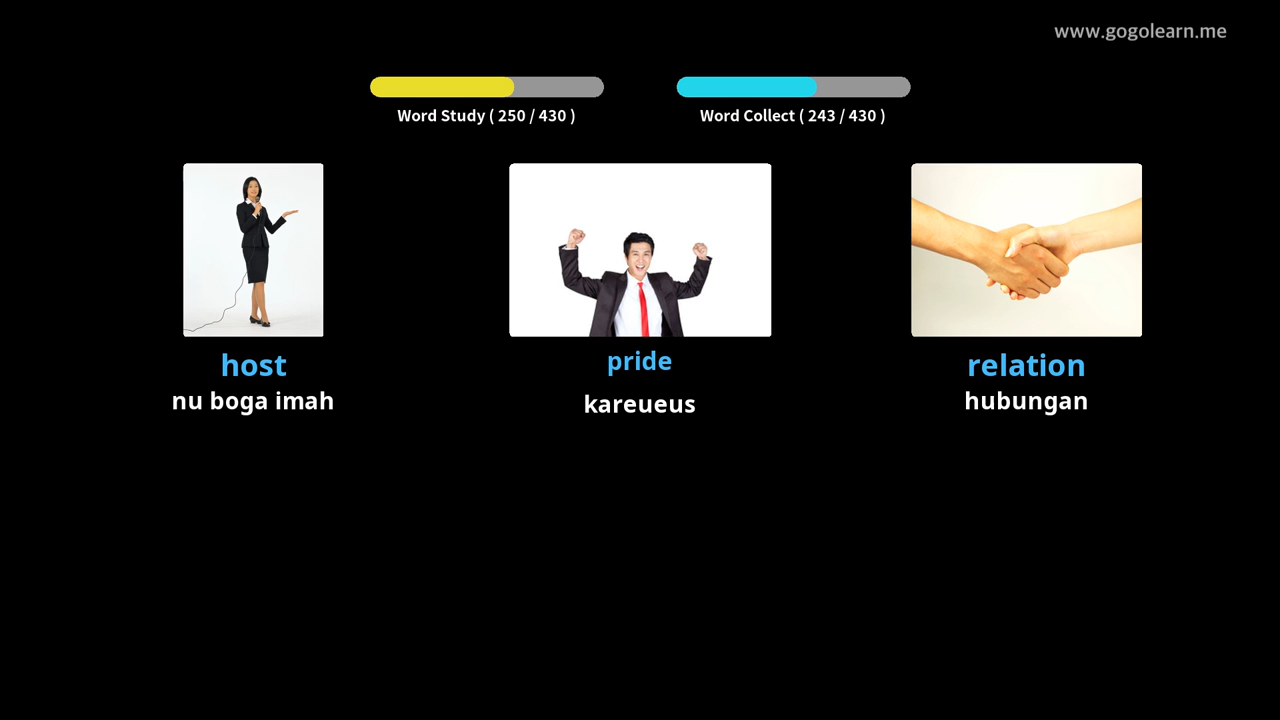 www.gogolearn.me
Word Study ( 250 / 430 )
Word Collect ( 243 / 430 )
host
nu boga imah
pride
kareueus
relation
hubungan